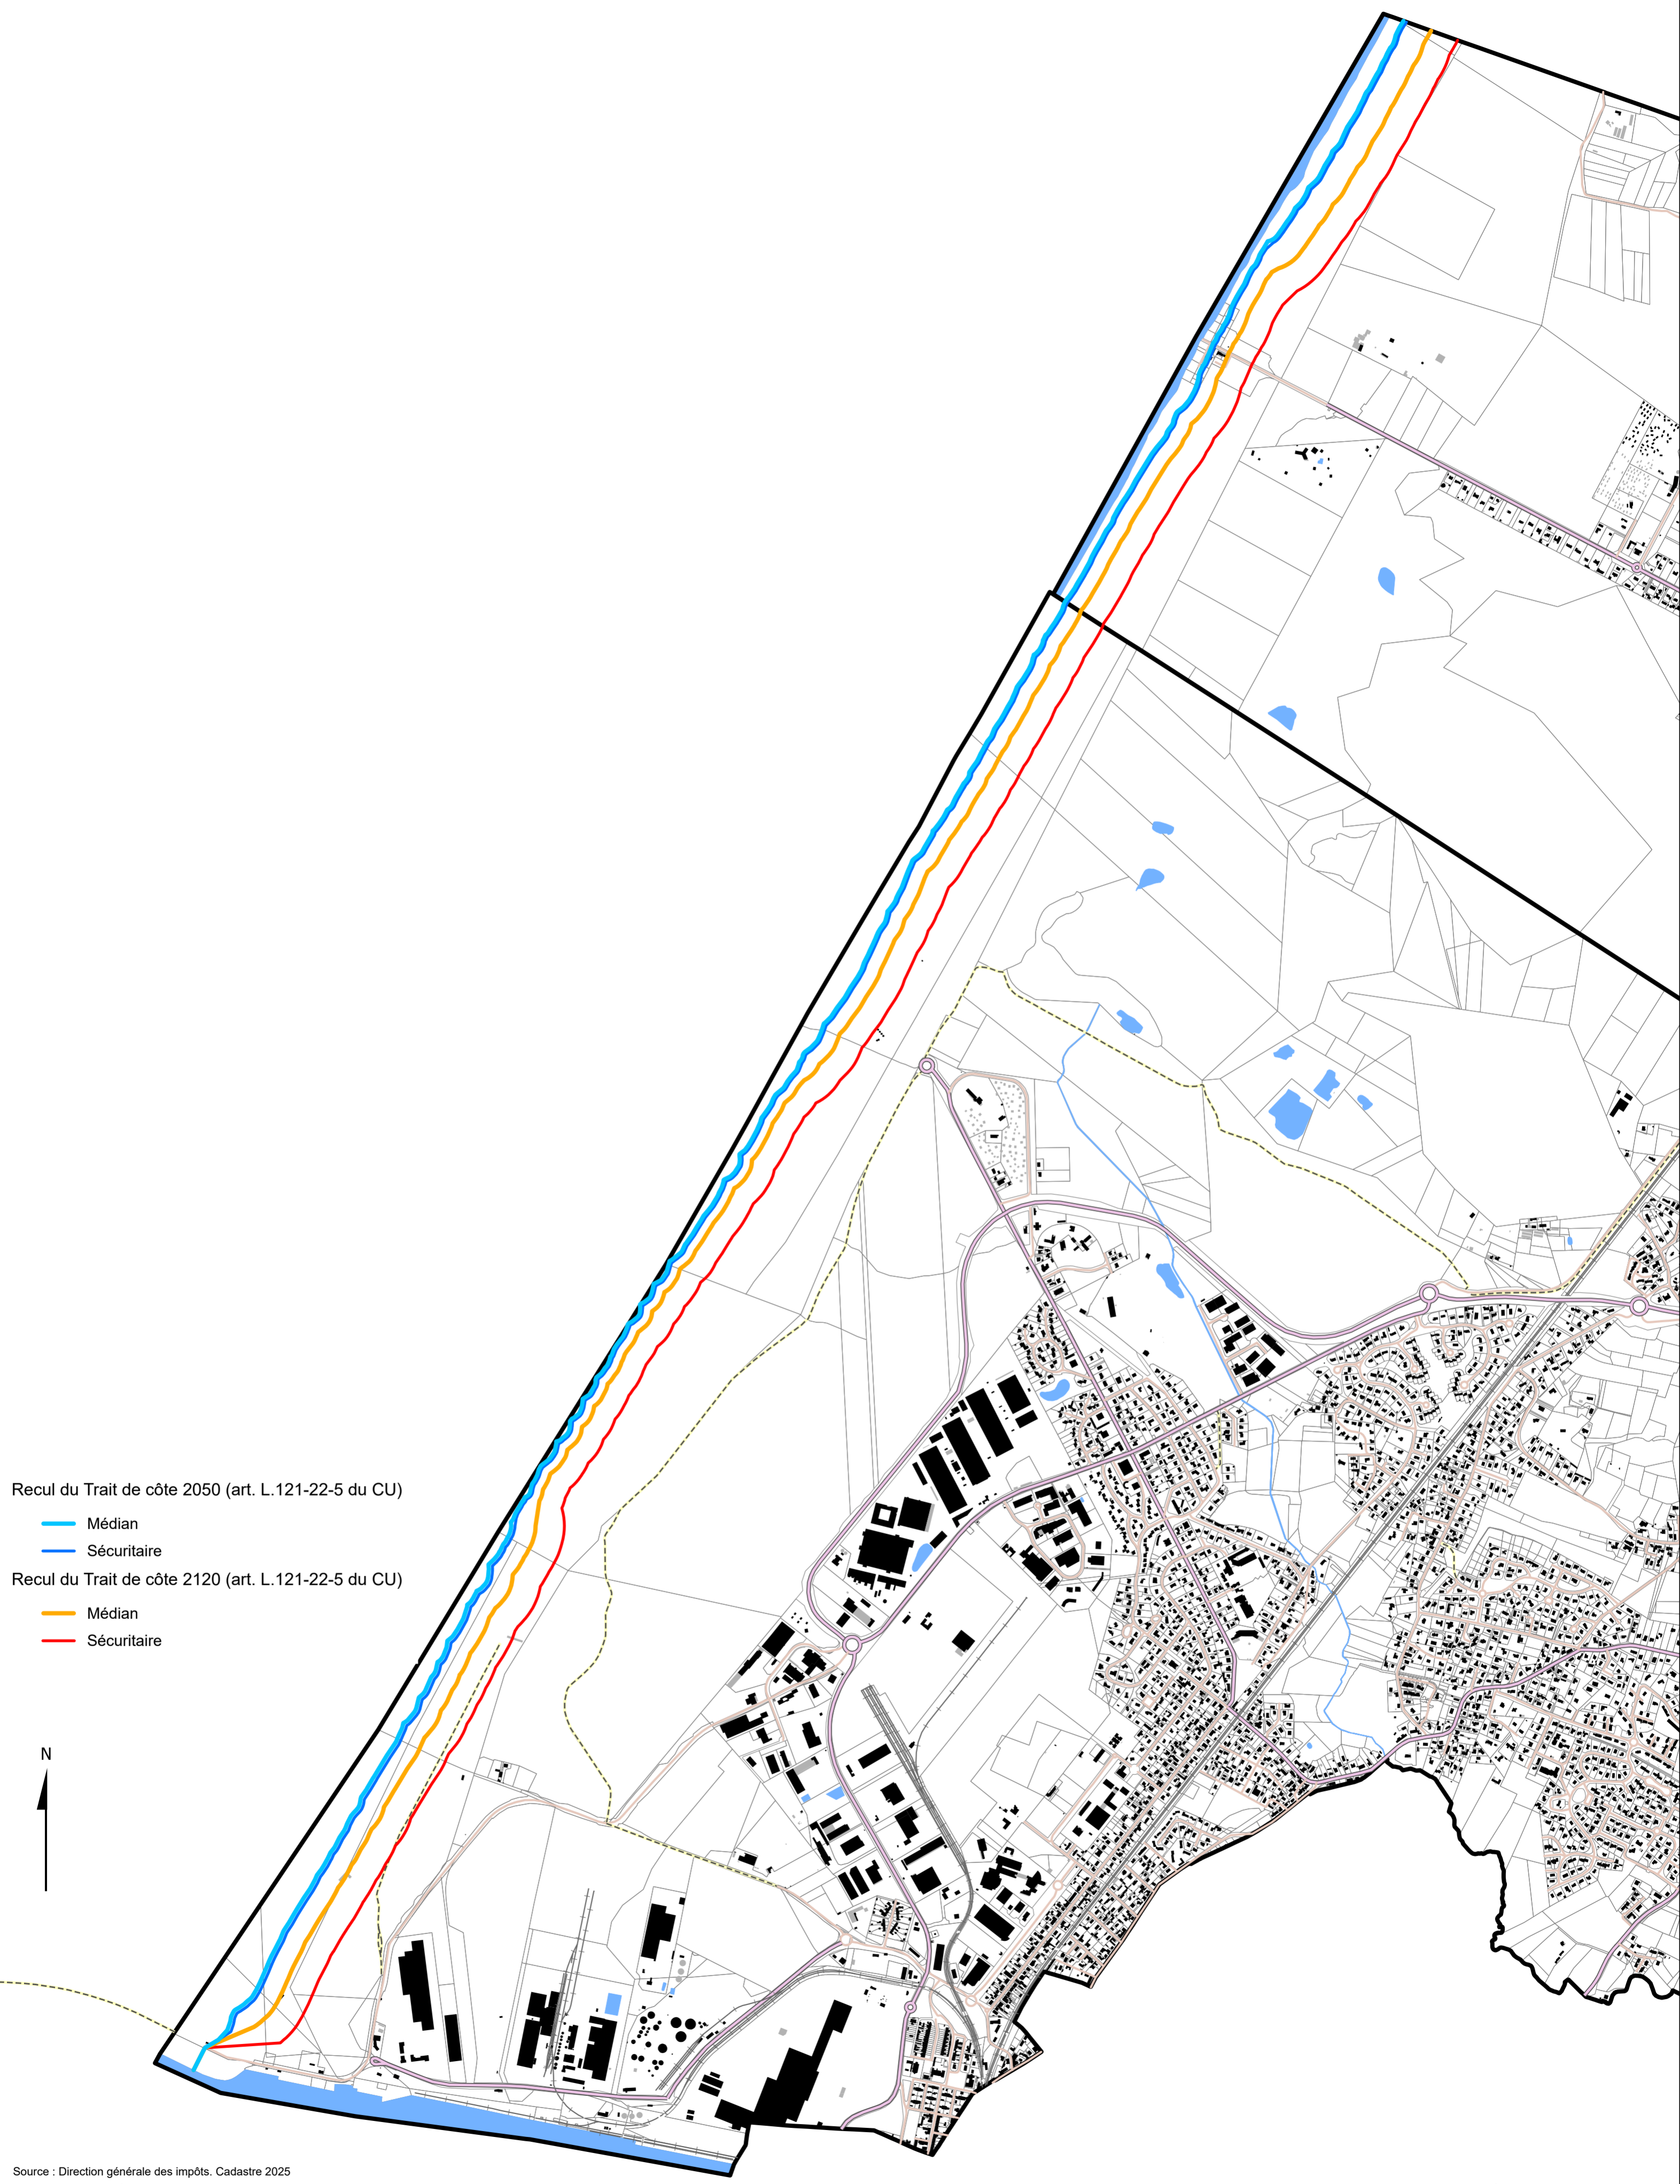 Recul du Trait de côte 2050 (art. L.121-22-5 du CU)
Médian
Sécuritaire
Recul du Trait de côte 2120 (art. L.121-22-5 du CU)
Médian
Sécuritaire
N
Source : Direction générale des impôts. Cadastre 2025